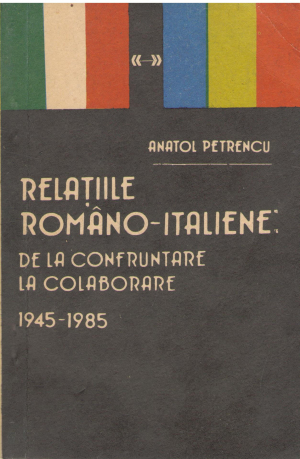 «-»
ANATOL PETRENCU
RELAȚIILE
ROMÂNO-ITALIENE:
DE LA CONFRUNTARE
LA COLABORARE
1945-1985